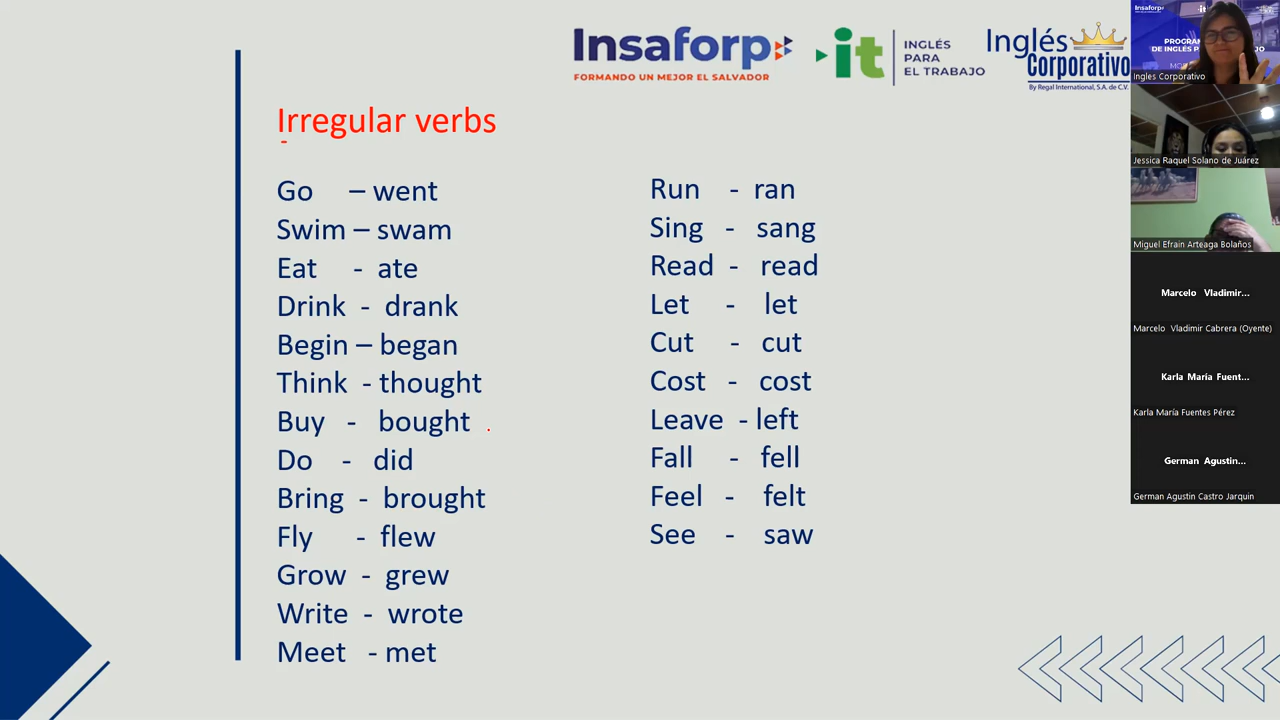 Insaforp
FORMANDO UN MEJOR EL SALVADOR
it
INGLÉS
PARA
EL TRABAJO
Inglés
Corporativo
By Regal International, S.A. de C.V.
Irregular verbs
Go – went
Swim – swam
Eat - ate
Drink - drank
Begin – began
Think - thought
Buy - bought
Do - did
Bring - brought
Fly - flew
Grow - grew
Write - wrote
Meet - met
Run - ran
Sing - sang
Read - read
Let - let
Cut - cut
Cost - cost
Leave - left
Fall - fell
Feel - felt
See - saw
Insaforp
Ingles Corporativo
Jessica Raquel Solano de Juárez
Miguel Efrain Arteaga Bolaños
Marcelo Vladimir...
Marcelo Vladimir Cabrera (Oyente)
Karla María Fuent...
Karla María Fuentes Pérez
German Agustin...
German Agustin Castro Jarquin